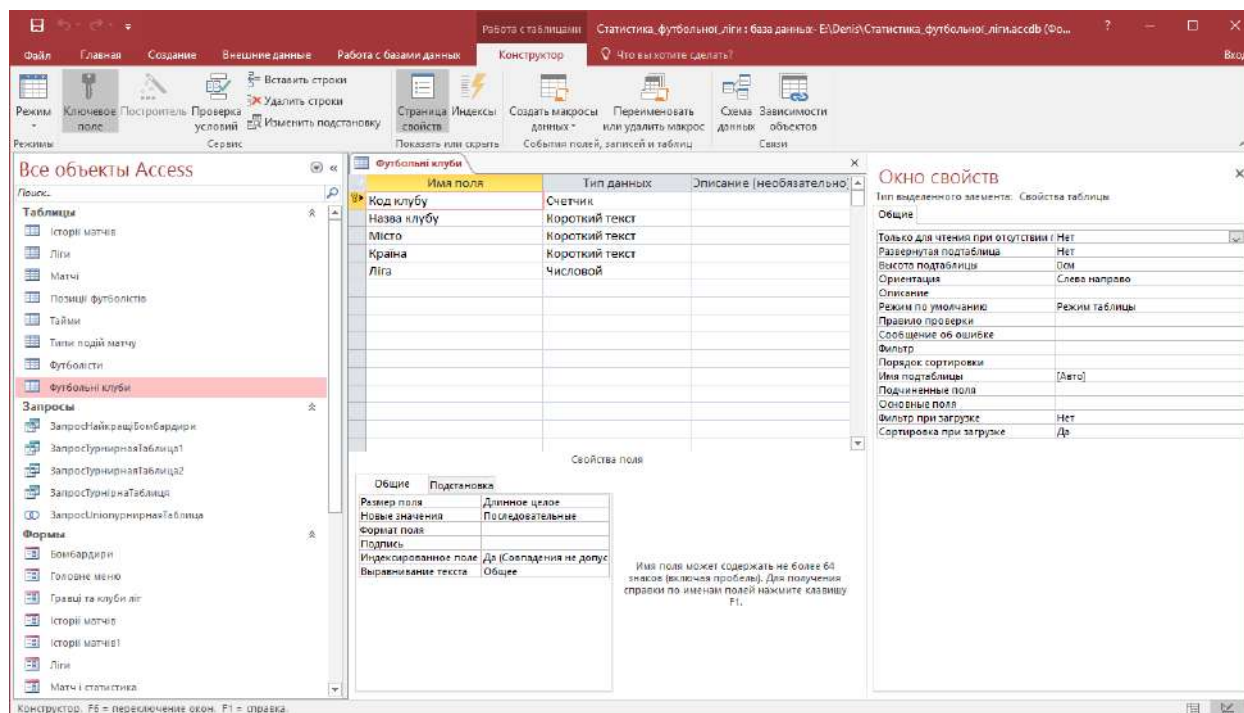 Работа с таблицами
Статистика_футбольної_ліги : база данных- E:\Denis\Статистика_футбольної_ліги.accdb (Фо... ?
Файл Главная Создание Внешние данные Работа с базами данных Конструктор Что вы хотите сделать? Вход
Режим
Ключевое поле
Построитель
Проверка условий
Вставить строки
Удалить строки
Изменить подстановку
Страница свойств
Индексы
Создать макросы данных
Переименовать или удалить макрос
Схема данных
Зависимости объектов
Режимы Сервис Показать или скрыть События полей, записей и таблиц Связи
Все объекты Access
Поиск...
Таблицы
Історії матчів
Ліги
Матчі
Позиції футболістів
Тайми
Типи подій матчу
Футболісти
Футбольні клуби
Запросы
ЗапросНайкращіБомбардири
ЗапросТурнирнаяТаблица1
ЗапросТурнирнаяТаблица2
ЗапросТурнірнаТаблиця
ЗапросUnionурнирнаяТаблица
Формы
Бомбардири
Головне меню
Гравці та клуби ліг
Історії матчів
Історії матчів1
Ліги
Матч і статистика
Футбольні клуби
Имя поля Тип данных Описание (необязательно)
Код клубу Счетчик
Назва клубу Короткий текст
Місто Короткий текст
Країна Короткий текст
Ліга Числовой
Свойства поля
Общие Подстановка
Размер поля Длинное целое
Новые значения Последовательные
Формат поля
Подпись
Индексированное поле Да (Совпадения не допус
Выравнивание текста Общее
Имя поля может содержать не более 64
знаков (включая пробелы). Для получения
справки по именам полей нажмите клавишу
F1.
Окно свойств
Тип выделенного элемента: Свойства таблицы
Общие
Только для чтения при отсутствии г Нет
Развернутая подтаблица Нет
Высота подтаблицы 0см
Ориентация Слева направо
Описание
Режим по умолчанию Режим таблицы
Правило проверки
Сообщение об ошибке
Фильтр
Порядок сортировки
Имя подтаблицы [Авто]
Подчиненные поля
Основные поля
Фильтр при загрузке Нет
Сортировка при загрузке Да
Конструктор. F6 = переключение окон. F1 = справка.